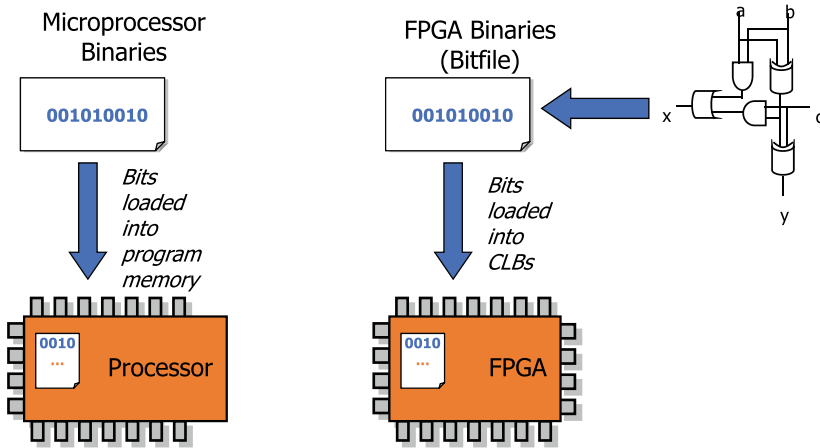 Microprocessor
Binaries
001010010
Bits
loaded
into
program
memory
0010
...
Processor
FPGA Binaries
(Bitfile)
001010010
Bits
loaded
into
CLBs
0010
...
FPGA
a b
x
y